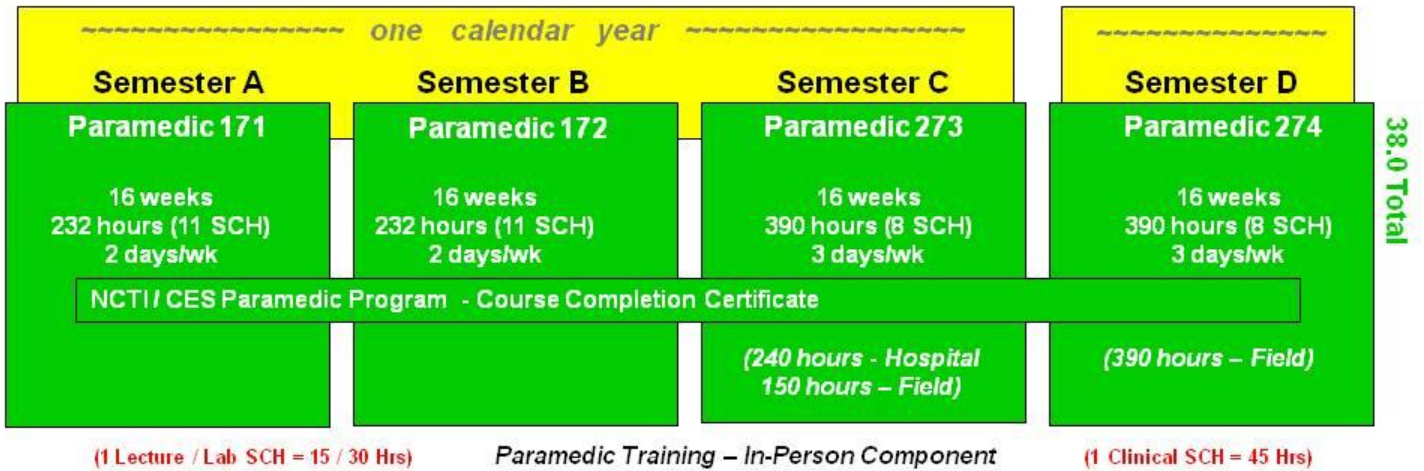 ~~~~~~~~~~~~~~~~ one calendar year ~~~~~~~~~~~~~~~~~
~~~~~~~~~~~~~~
Semester A
Semester B
Semester C
Semester D
Paramedic 171
16 weeks
232 hours (11 SCH)
2 days/wk
Paramedic 172
16 weeks
232 hours (11 SCH)
2 days/wk
Paramedic 273
16 weeks
390 hours (8 SCH)
3 days/wk
Paramedic 274
16 weeks
390 hours (8 SCH)
3 days/wk
38.0 Total
NCTI / CES Paramedic Program - Course Completion Certificate
(240 hours - Hospital
150 hours – Field)
(390 hours – Field)
(1 Lecture / Lab SCH = 15 / 30 Hrs)
Paramedic Training – In-Person Component
(1 Clinical SCH = 45 Hrs)